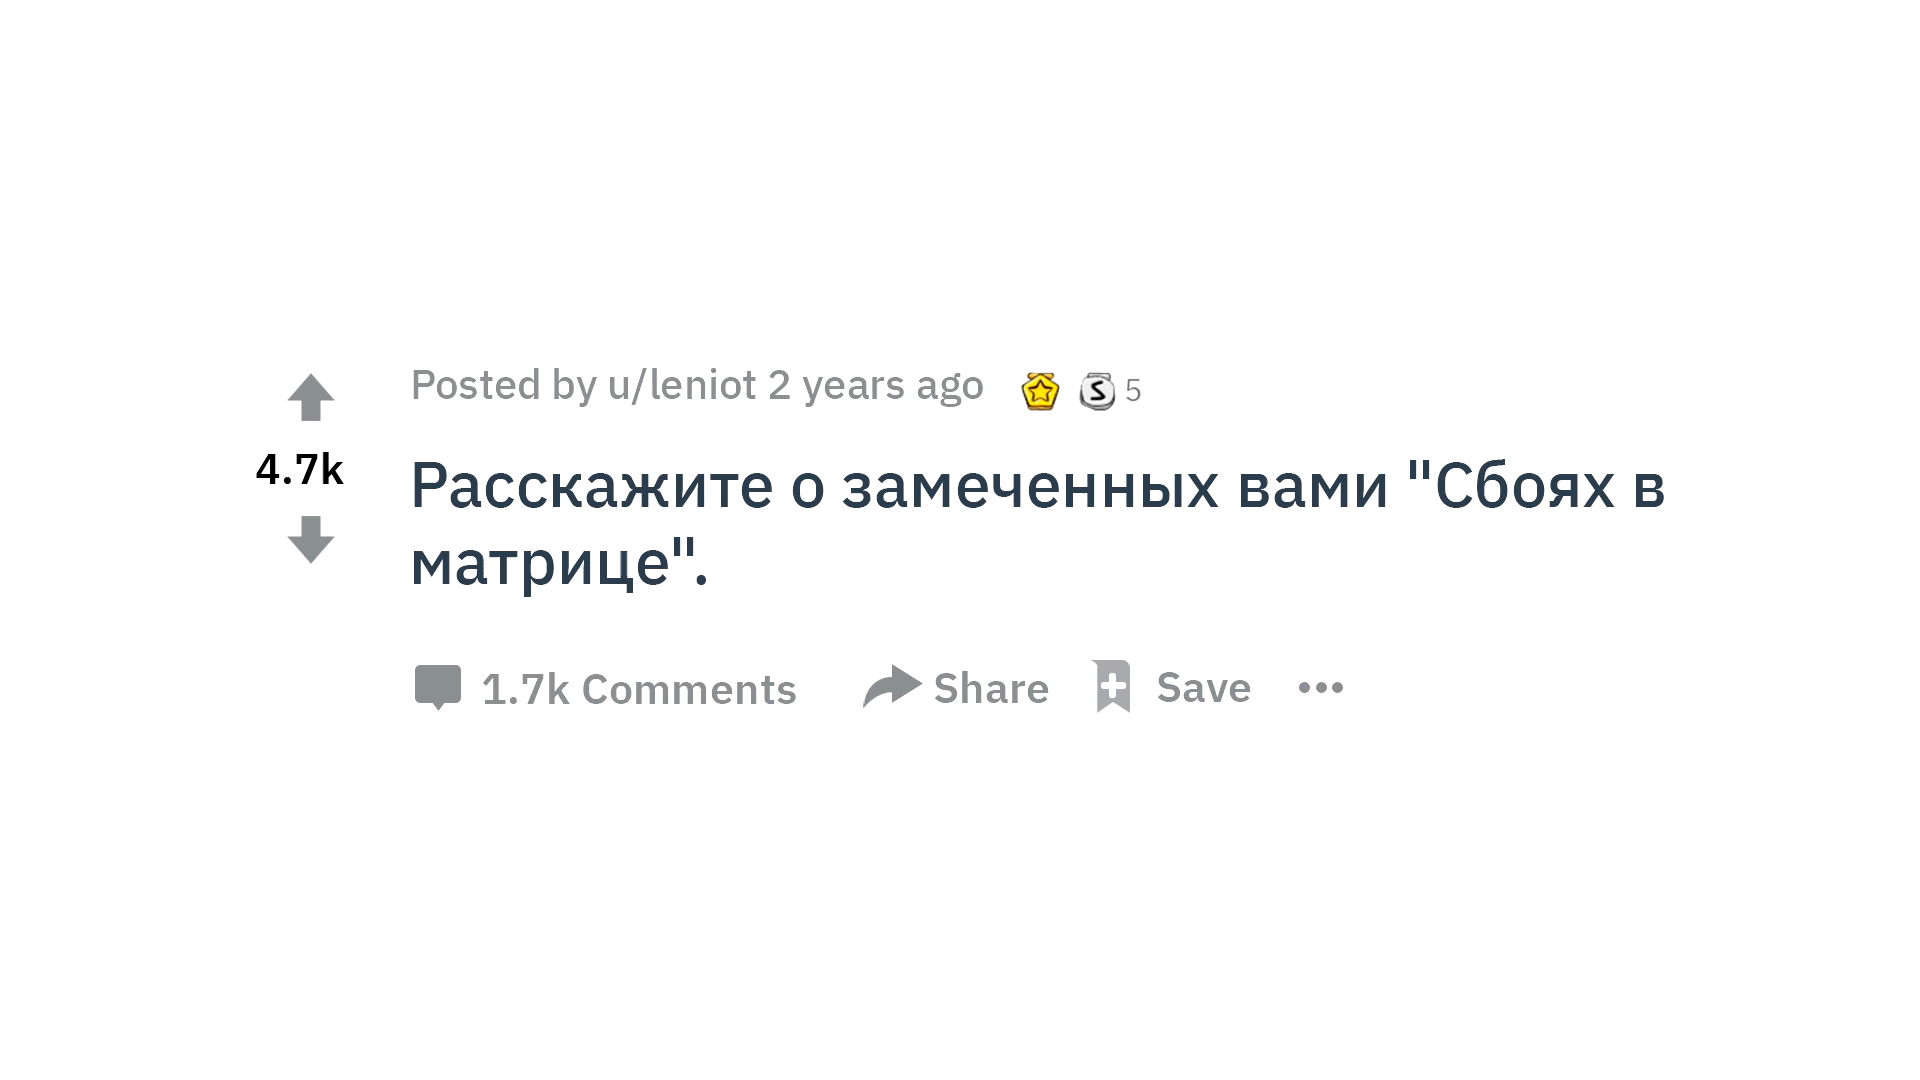 Posted by u/leniot 2 years ago 5
4.7k
Расскажите о замеченных вами "Сбоях в
матрице".
1.7k Comments Share Save •••